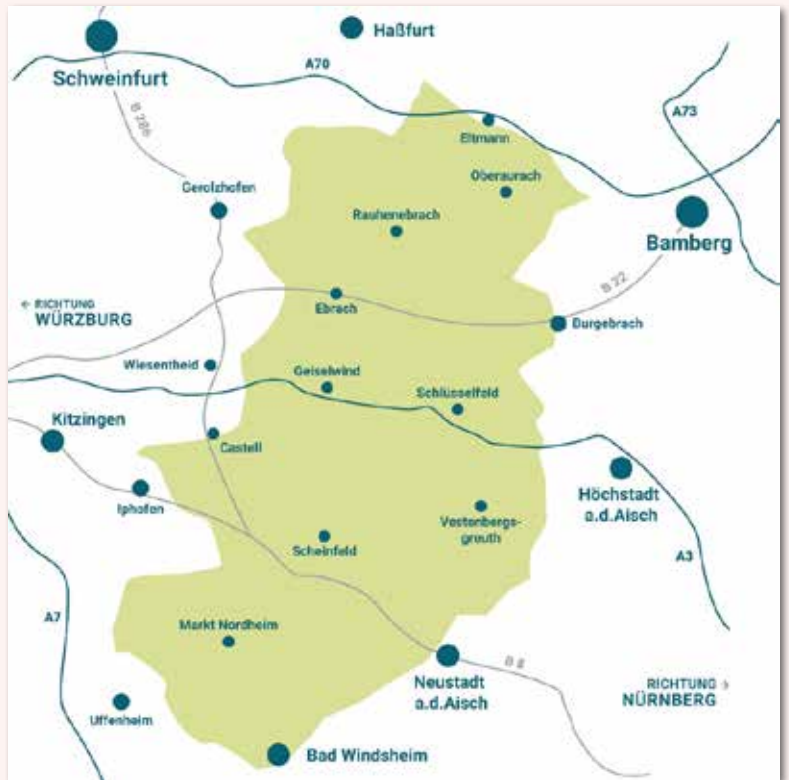 Haßfurt
Schweinfurt
A70
A73
B 286
Eltmann
Oberaurach
Gerolzhofen
Rauhenebrach
Bamberg
B 22
← RICHTUNG
WÜRZBURG
Ebrach
Burgebrach
Wiesentheid
Geiselwind
Schlüsselfeld
Kitzingen
Castell
Iphofen
Höchstadt
a.d.Aisch
Vestenbergs-
greuth
Scheinfeld
A3
A7
Markt Nordheim
B 8
Neustadt
a.d.Aisch
RICHTUNG →
NÜRNBERG
Uffenheim
Bad Windsheim